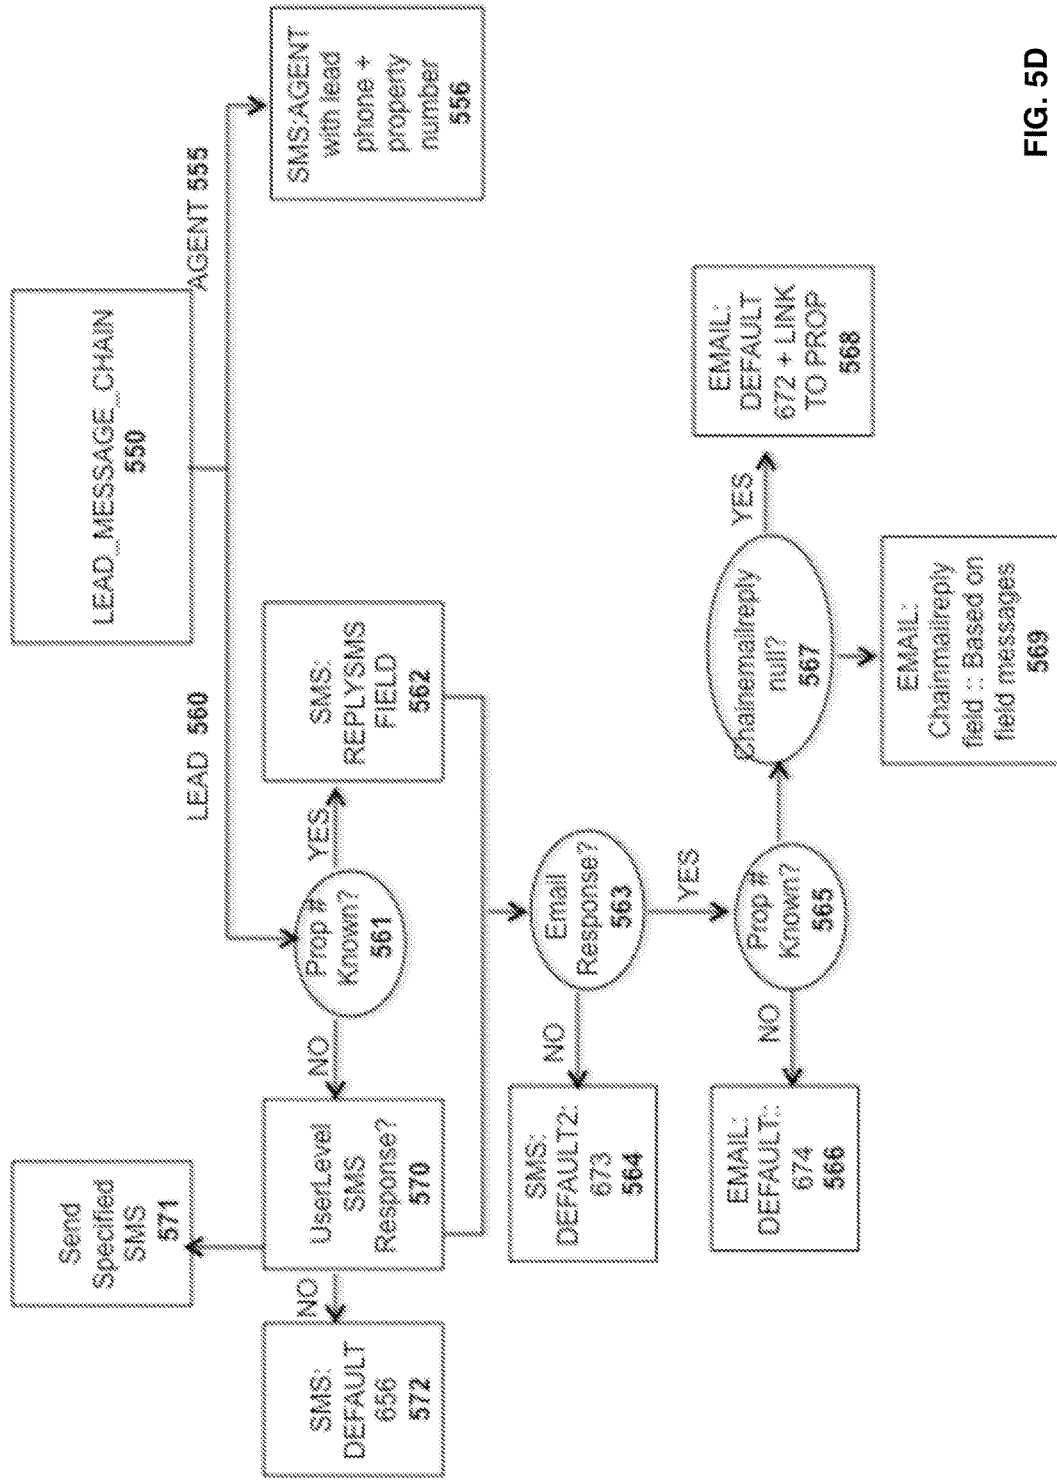 LEAD_MESSAGE_CHAIN
550
LEAD 560
AGENT 555
Send
Specified
SMS
571
SMS:
DEFAULT
656
572
NO
UserLevel
SMS
Response?
570
NO
Prop #
Known?
561
YES
SMS:
REPLYSMS
FIELD
562
SMS:AGENT
with lead
phone +
property
number
556
SMS:
DEFAULT2:
673
564
NO
Email
Response?
563
YES
EMAIL:
DEFAULT::
674
566
NO
Prop #
Known?
565
Chainemailreply
null?
567
YES
EMAIL:
DEFAULT
672 + LINK
TO PROP
568
EMAIL:
Chainmailreply
field :: Based on
field messages
569
FIG. 5D